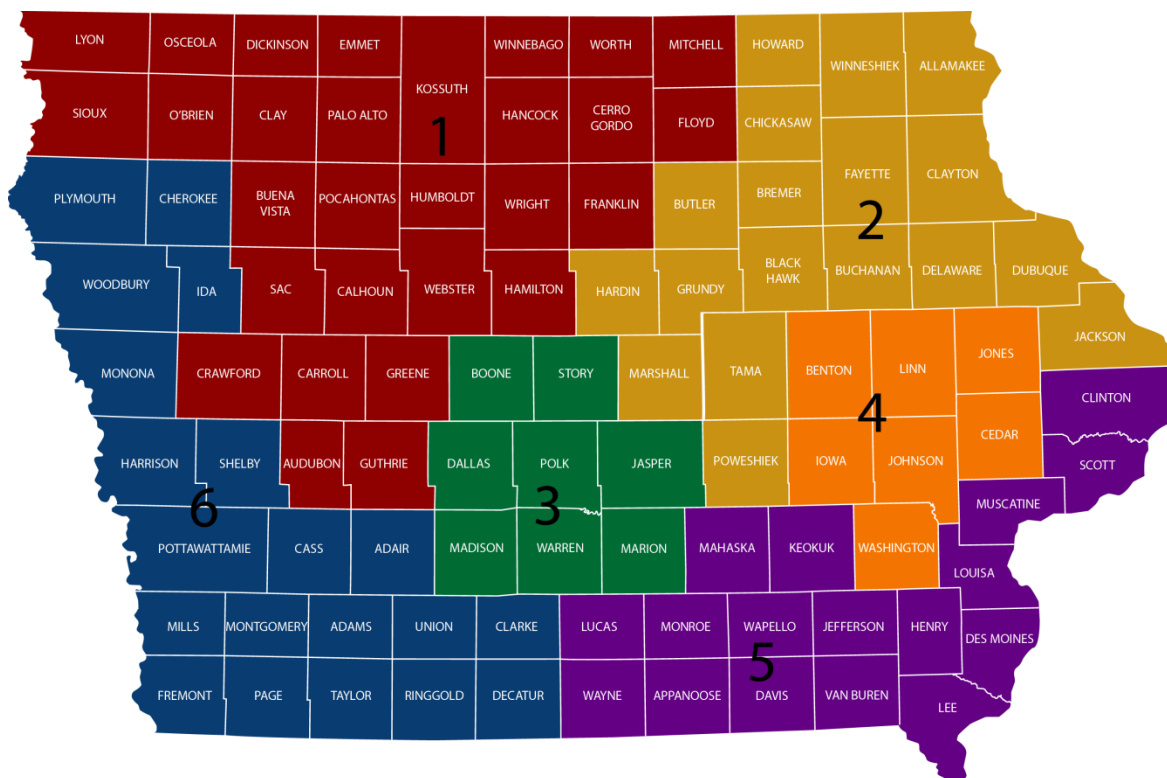 LYON
OSCEOLA
DICKINSON
EMMET
KOSSUTH
WINNEBAGO
WORTH
MITCHELL
HOWARD
WINNESHIEK
ALLAMAKEE
SIOUX
O'BRIEN
CLAY
PALO ALTO
HANCOCK
CERRO
GORDO
FLOYD
CHICKASAW
1
PLYMOUTH
CHEROKEE
BUENA
VISTA
POCAHONTAS
HUMBOLDT
WRIGHT
FRANKLIN
BUTLER
BREMER
FAYETTE
CLAYTON
2
WOODBURY
IDA
SAC
CALHOUN
WEBSTER
HAMILTON
HARDIN
GRUNDY
BLACK
HAWK
BUCHANAN
DELAWARE
DUBUQUE
MONONA
CRAWFORD
CARROLL
GREENE
BOONE
STORY
MARSHALL
TAMA
BENTON
LINN
JONES
JACKSON
CLINTON
4
HARRISON
SHELBY
AUDUBON
GUTHRIE
DALLAS
POLK
JASPER
POWESHIEK
IOWA
JOHNSON
CEDAR
SCOTT
6
3
MUSCATINE
POTTAWATTAMIE
CASS
ADAIR
MADISON
WARREN
MARION
MAHASKA
KEOKUK
WASHINGTON
LOUISA
MILLS
MONTGOMERY
ADAMS
UNION
CLARKE
LUCAS
MONROE
WAPELLO
JEFFERSON
HENRY
DES MOINES
5
FREMONT
PAGE
TAYLOR
RINGGOLD
DECATUR
WAYNE
APPANOOSE
DAVIS
VAN BUREN
LEE